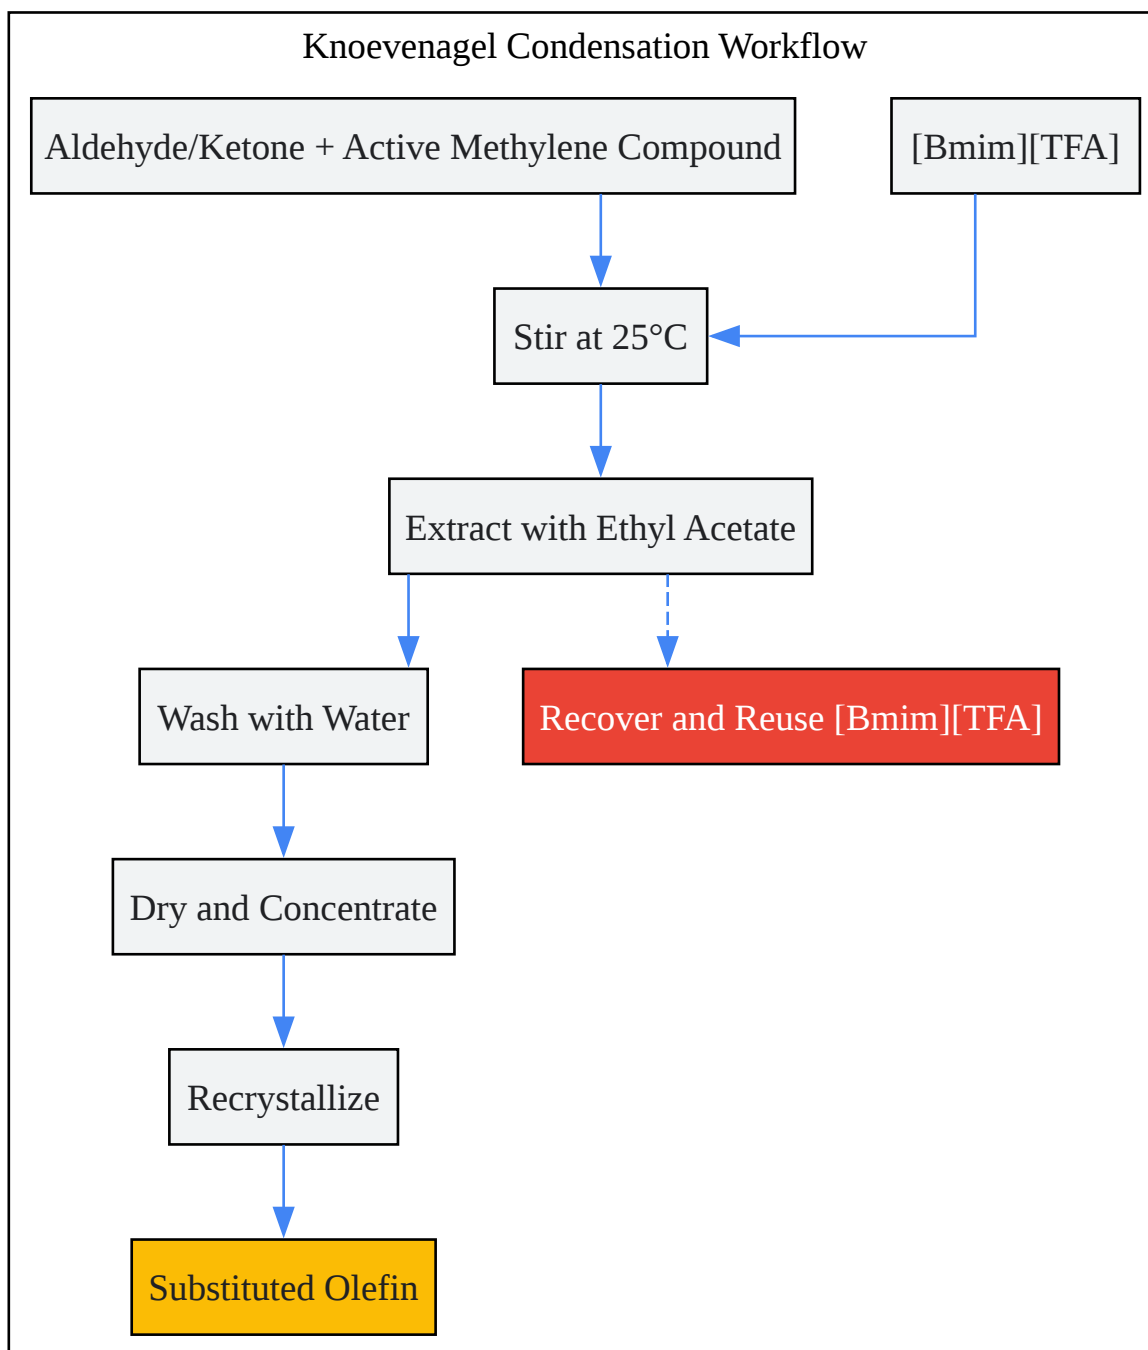 Knoevenagel Condensation Workflow
Aldehyde/Ketone + Active Methylene Compound
[Bmim][TFA]
Stir at 25°C
Extract with Ethyl Acetate
Wash with Water
Recover and Reuse [Bmim][TFA]
Dry and Concentrate
Recrystallize
Substituted Olefin